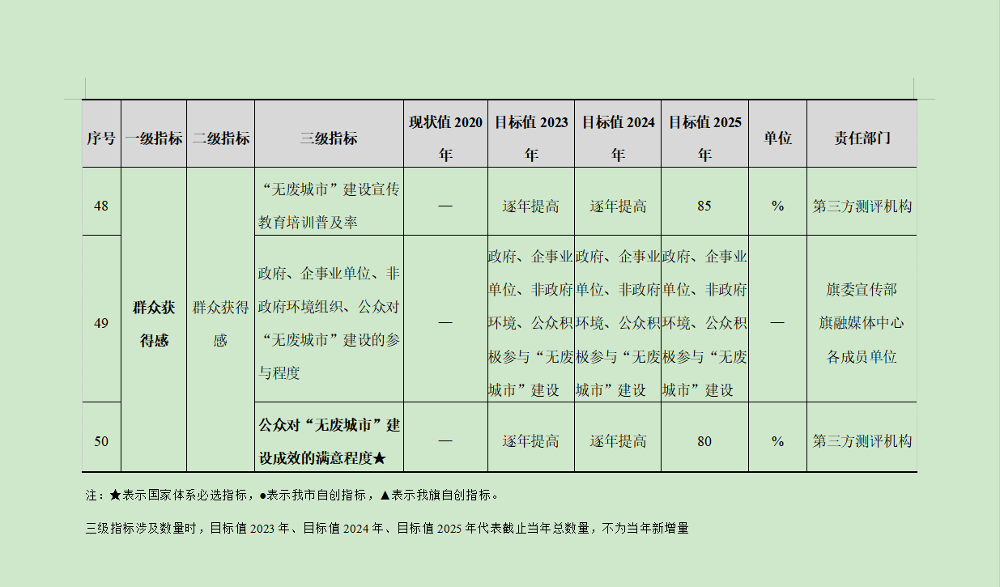 序号 一级指标 二级指标 三级指标 现状值 2020 年 目标值 2023 年 目标值 2024 年 目标值 2025 年 单位 责任部门
48 “无废城市”建设宣传
教育培训普及率 — 逐年提高 逐年提高 85 % 第三方测评机构
群众获
得感
群众获得
感
49 政府、企事业单位、非
政府环境组织、公众对
“无废城市”建设的参
与程度
—
政府、企事业
单位、非政府
环境、公众积
极参与“无废
城市”建设
政府、企事业
单位、非政府
环境、公众积
极参与“无废
城市”建设
政府、企事业
单位、非政府
环境、公众积
极参与“无废
城市”建设
—
旗委宣传部
旗融媒体中心
各成员单位
50 公众对“无废城市”建
设成效的满意程度★ — 逐年提高 逐年提高 80 % 第三方测评机构
注：★表示国家体系必选指标，●表示我市自创指标，▲表示我旗自创指标。
三级指标涉及数量时，目标值 2023 年、目标值 2024 年、目标值 2025 年代表截止当年总数量，不为当年新增量